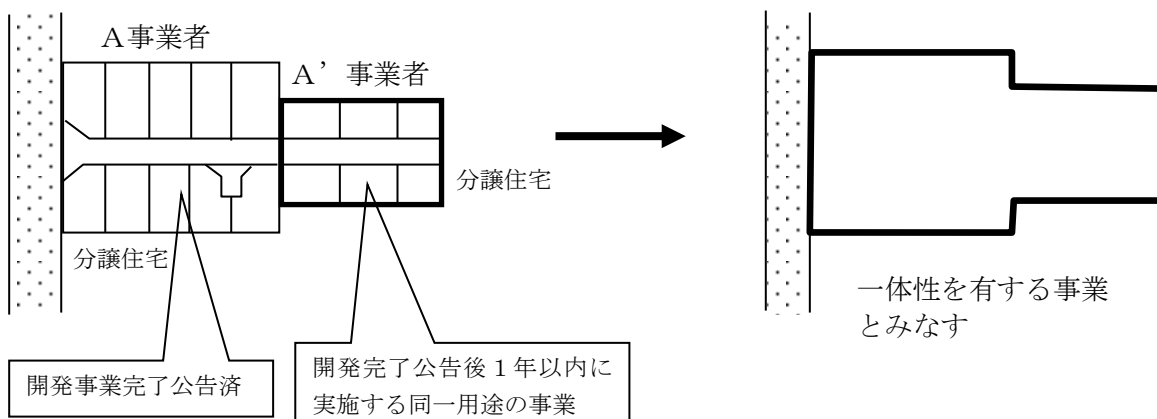 A事業者
A’ 事業者
分譲住宅
分譲住宅
開発事業完了公告済
開発完了公告後1年以内に
実施する同一用途の事業
一体性を有する事業
とみなす